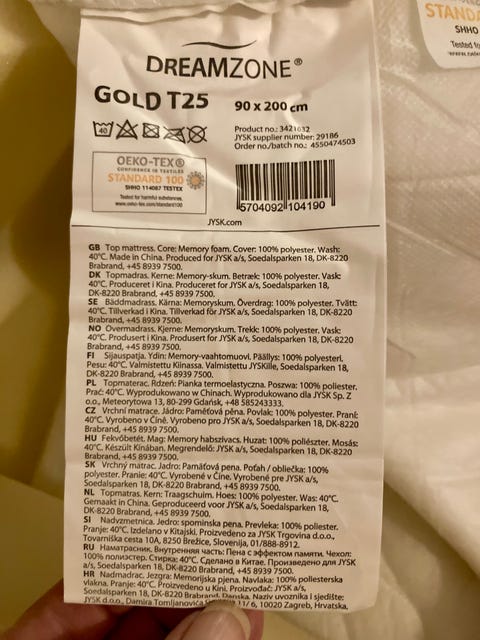 DREAMZONE®
GOLD T25
90 x 200 cm
40
Product no.: 3421632
JYSK supplier number: 29186
Order no./batch no.: 4550474503
OEKO-TEX®
CONFIDENCE IN TEXTILES
STANDARD 100
SHHO 114087 TESTEX
Tested for harmful substances.
www.oeko-tex.com/standard100
5704092 104190
JYSK.com
GB Top mattress. Core: Memory foam. Cover: 100% polyester. Wash:
40°C. Made in China. Produced for JYSK a/s, Soedalsparken 18, DK-8220
Brabrand, +45 8939 7500.
DK Topmadras. Kerne: Memory-skum. Betræk: 100% polyester. Vask:
40°C. Produceret i Kina. Produceret for JYSK a/s, Soedalsparken 18,
DK-8220 Brabrand, +45 8939 7500.
SE Bäddmadrass. Kärna: Memoryskum. Överdrag: 100% polyester. Tvätt:
40°C. Tillverkad i Kina. Tillverkad för JYSK a/s, Soedalsparken 18, DK-8220
Brabrand, +45 8939 7500.
NO Overmadrass. Kjerne: Memoryskum. Trekk: 100% polyester. Vask:
40°C. Produsert i Kina. Produsert for JYSK a/s, Soedalsparken 18, DK-8220
Brabrand, +45 8939 7500.
FI Sijauspatja. Ydin: Memory-vaahtomuovi. Päällys: 100% polyesteri.
Pesu: 40°C. Valmistettu Kiinassa. Valmistettu JYSKille, Soedalsparken 18,
DK-8220 Brabrand, +45 8939 7500.
PL Topmaterac. Rdzeń: Pianka termoelastyczna. Poszwa: 100% poliester.
Prać: 40°C. Wyprodukowano w Chinach. Wyprodukowano dla JYSK Sp. Z
o.o., Meteorytowa 13, 80-299 Gdańsk, +48 585243333.
CZ Vrchní matrace. Jádro: Paměťová pěna. Povlak: 100% polyester. Praní:
40°C. Vyrobeno v Číně. Vyrobeno pro JYSK a/s, Soedalsparken 18, DK-8220
Brabrand, +45 8939 7500.
HU Fekvőbetét. Mag: Memory habszivacs. Huzat: 100% poliészter. Mosás:
40°C. Készült Kínában. Megrendelő: JYSK a/s, Soedalsparken 18, DK-8220
Brabrand, +45 8939 7500.
SK Vrchný matrac. Jadro: Pamäťová pena. Poťah / obliečka: 100%
polyester. Pranie: 40°C. Vyrobené v Číne. Vyrobené pre JYSK a/s,
Soedalsparken 18, DK-8220 Brabrand, +45 8939 7500.
NL Topmatras. Kern: Traagschuim. Hoes: 100% polyester. Was: 40°C.
Gemaakt in China. Geproduceerd voor JYSK a/s, Soedalsparken 18,
DK-8220 Brabrand, +45 8939 7500.
SI Nadvzmetnica. Jedro: spominska pena. Prevleka: 100% poliester.
Pranje: 40°C. Izdelano v Kitajski. Proizvedeno za JYSK Trgovina d.o.o.,
Tovarniška cesta 10A, 8250 Brežice, Slovenija, 01/888-8912.
RU Наматрасник. Внутренняя часть: Пена с эффектом памяти. Чехол:
100% полиэстер. Стирка: 40°C. Сделано в Китае. Произведено для JYSK
a/s, Soedalsparken 18, DK-8220 Brabrand, +45 8939 7500.
HR Nadmadrac. Jezgra: Memorijska pjena. Navlaka: 100% poliesterska
vlakna. Pranje: 40°C. Proizvedeno u Kini. Proizvođač: JYSK a/s,
Soedalsparken 18, DK-8220 Brabrand, Danska. Naziv uvoznika i sjedište:
JYSK d.o.o., Damira Tomljanovića 11/6, 10020 Zagreb, Hrvatska,
STANDA
SHHO
Tested fo